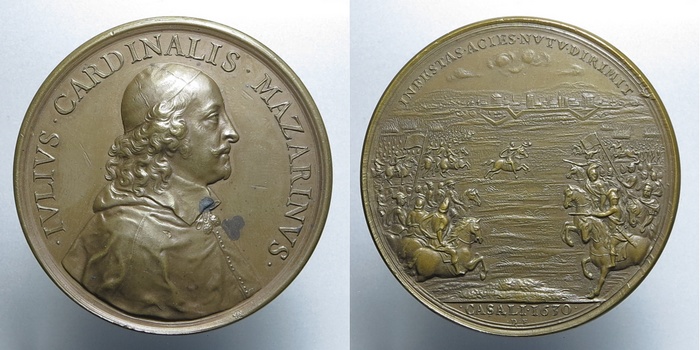 ·IVLIVS·CARDINALIS·MAZARINVS·
INFESTAS·ACIES·NVTV·DIRIMIT
CASALI·1630